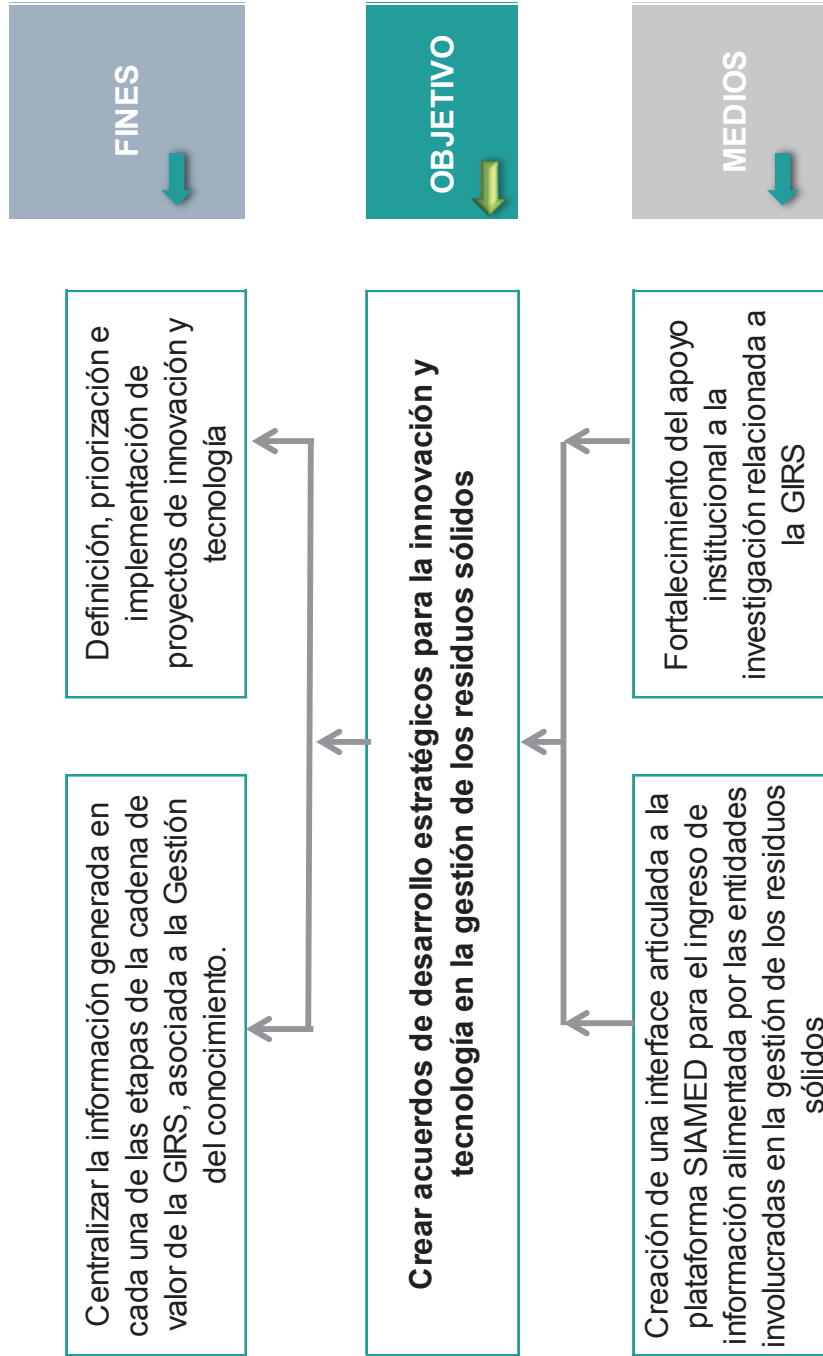 Centralizar la información generada en
cada una de las etapas de la cadena de
valor de la GIRS, asociada a la Gestión
del conocimiento.
Definición, priorización e
implementación de
proyectos de innovación y
tecnología
FINES
Crear acuerdos de desarrollo estratégicos para la innovación y
tecnología en la gestión de los residuos sólidos
OBJETIVO
Creación de una interface articulada a la
plataforma SIAMED para el ingreso de
información alimentada por las entidades
involucradas en la gestión de los residuos
sólidos
Fortalecimiento del apoyo
institucional a la
investigación relacionada a
la GIRS
MEDIOS